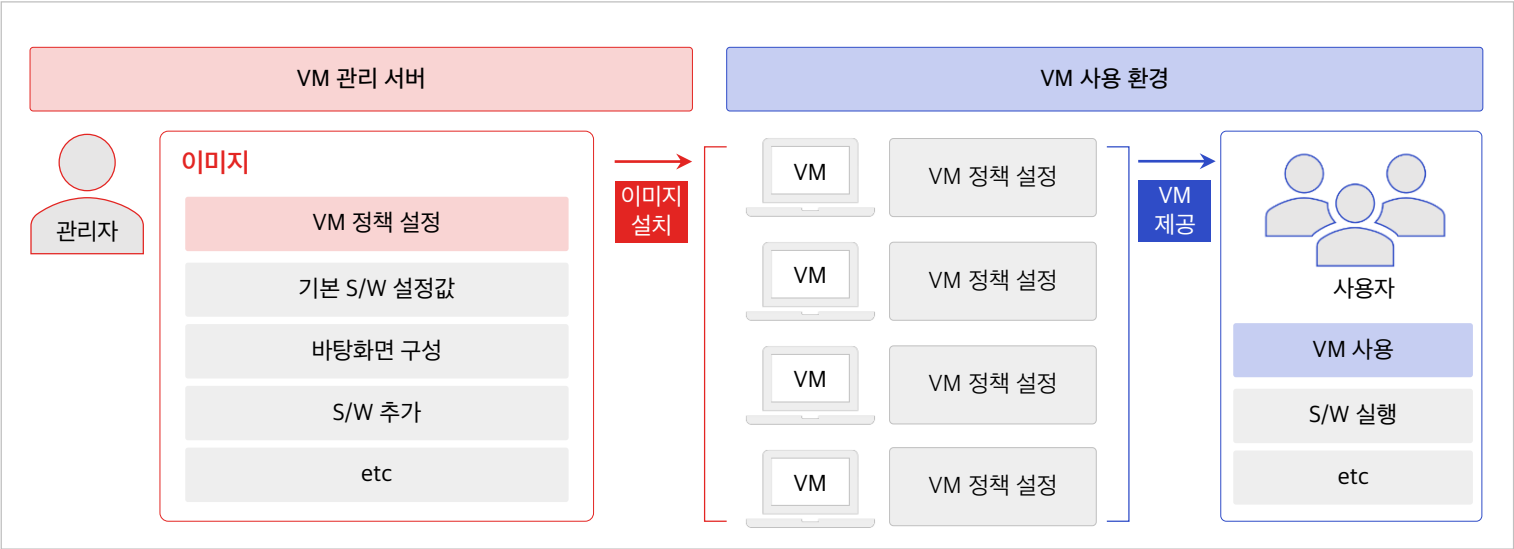 VM 관리 서버
VM 사용 환경
관리자
이미지
VM 정책 설정
기본 S/W 설정값
바탕화면 구성
S/W 추가
etc
이미지
설치
VM
VM 정책 설정
VM
VM 정책 설정
VM
VM 정책 설정
VM
VM 정책 설정
VM
제공
사용자
VM 사용
S/W 실행
etc